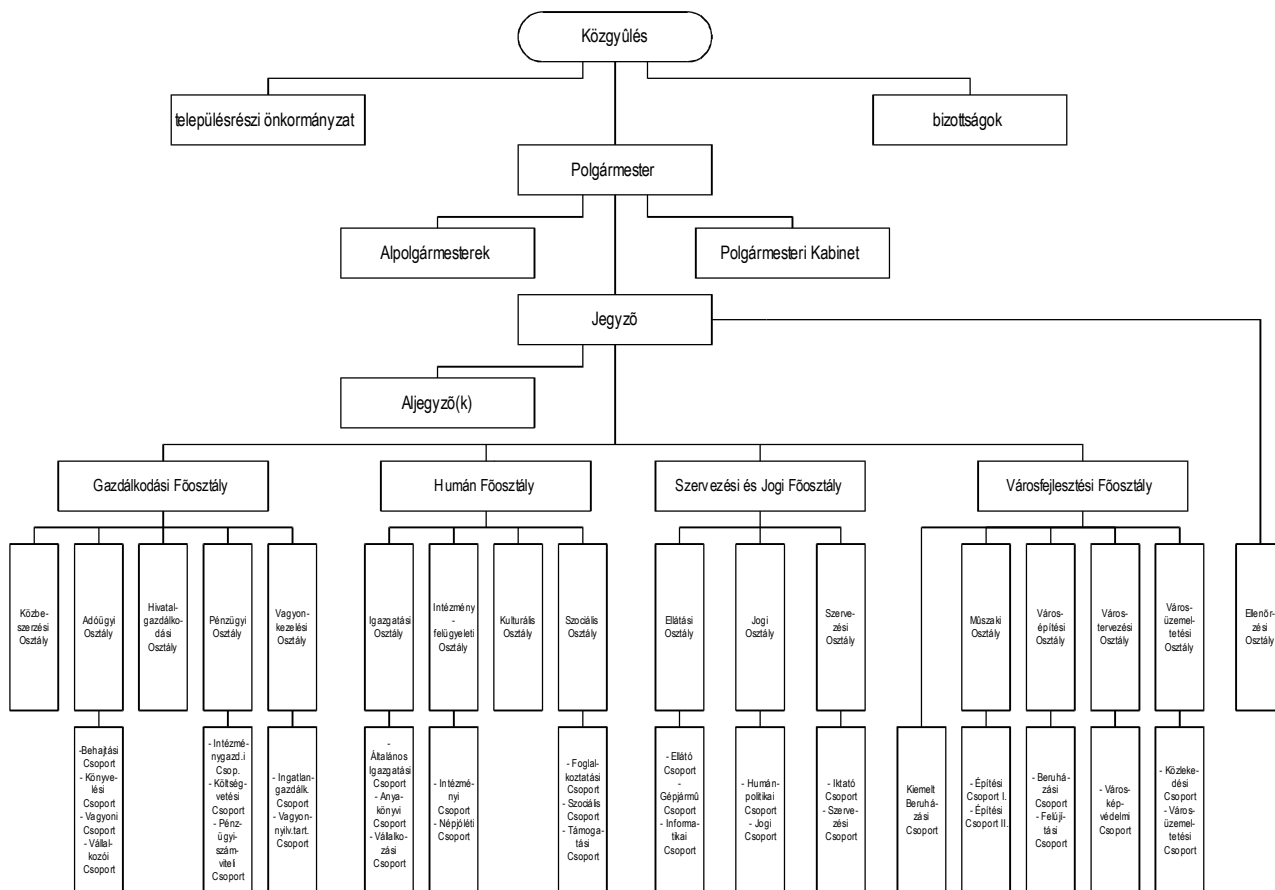 Közgyûlés
településrészi önkormányzat
bizottságok
Polgármester
Alpolgármesterek
Polgármesteri Kabinet
Jegyzõ
Aljegyzõ(k)
Gazdálkodási Fõosztály
Humán Fõosztály
Szervezési és Jogi Fõosztály
Városfejlesztési Fõosztály
Közbe-
szerzési
Osztály
Adóügyi
Osztály
Hivatal-
gazdálko-
dási
Osztály
Pénzügyi
Osztály
Vagyon-
kezelési
Osztály
Igazgatási
Osztály
Intézmény
-
felügyeleti
Osztály
Kulturális
Osztály
Szociális
Osztály
Ellátási
Osztály
Jogi
Osztály
Szerve-
zési
Osztály
Mûszaki
Osztály
Város-
építési
Osztály
Város-
tervezési
Osztály
Város-
üzemel-
tetési
Osztály
Ellenõr-
zési
Osztály
-Behajtási
Csoport
- Könyve-
lési
Csoport
- Vagyoni
Csoport
- Vállal-
kozói
Csoport
- Intézmé-
nygazd.i
Csop.
- Költség-
vetési
Csoport
- Pénz-
ügyi-
szám-
viteli
Csoport
- Ingatlan-
gazdálk.
Csoport
- Vagyon-
nyilv.tart.
Csoport
-
Általános
Igazgatási
Csoport
- Anya-
könyvi
Csoport
- Vállalko-
zási
Csoport
- Intézmé-
nyi
Csoport
- Népjóléti
Csoport
- Foglal-
koztatási
Csoport
- Szociális
Csoport
- Támoga-
tási
Csoport
- Ellátó
Csoport
-
Gépjármû
Csoport
- Informa-
tikai
Csoport
- Humán-
politikai
Csoport
- Jogi
Csoport
- Iktató
Csoport
- Szerve-
zési
Csoport
Kiemelt
Beruhá-
zási
Csoport
- Építési
Csoport I.
- Építési
Csoport II.
- Beruhá-
zási
Csoport
- Felújí-
tási
Csoport
- Város-
kép-
védelmi
Csoport
- Közleke-
dési
Csoport
- Város-
üzeme-
ltetési
Csoport